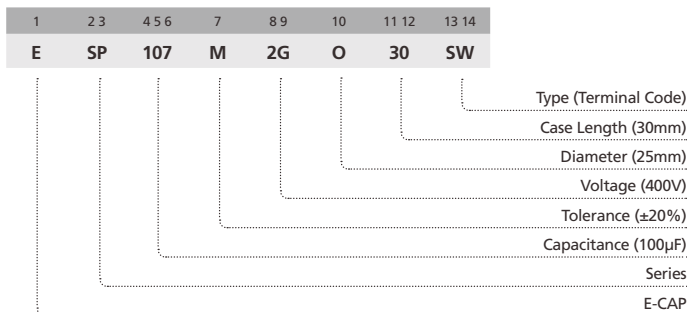 1 2 3 4 5 6 7 8 9 10 11 12 13 14
E SP 107 M 2G O 30 SW
Type (Terminal Code)
Case Length (30mm)
Diameter (25mm)
Voltage (400V)
Tolerance (±20%)
Capacitance (100μF)
Series
E-CAP